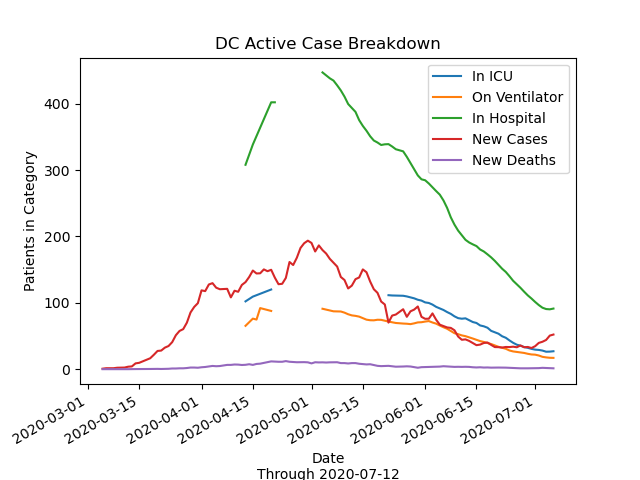 DC Active Case Breakdown
In ICU
On Ventilator
In Hospital
New Cases
New Deaths
Patients in Category
400
300
200
100
0
2020-03-01
2020-03-15
2020-04-01
2020-04-15
2020-05-01
2020-05-15
2020-06-01
2020-06-15
2020-07-01
Date
Through 2020-07-12